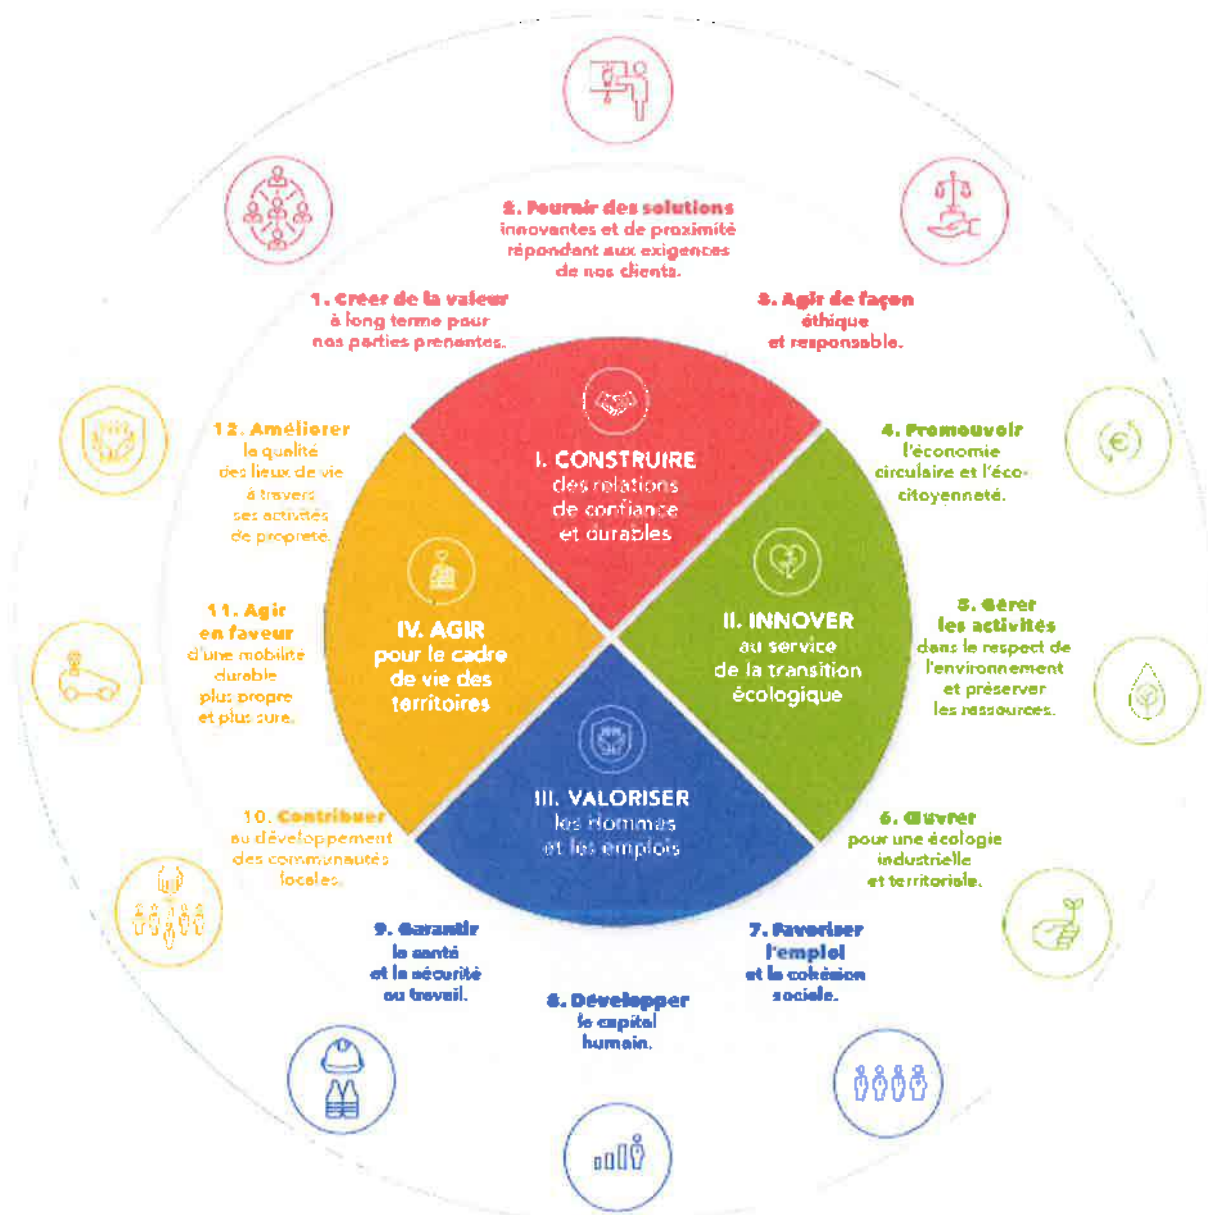 2. Fournir des solutions
innovantes et de proximité
répondant aux exigences
de nos clients.
1. Créer de la valeur
à long terme pour
nos parties prenantes.
3. Agir de façon
éthique
et responsable.
12. Améliorer
la qualité
des lieux de vie
à travers
ses activités
de propreté.
4. Promouvoir
l'économie
circulaire et l'éco-
citoyenneté.
I. CONSTRUIRE
des relations
de confiance
et durables
11. Agir
en faveur
d'une mobilité
durable
plus propre
et plus sure.
IV. AGIR
pour le cadre
de vie des
territoires
II. INNOVER
au service
de la transition
écologique
5. Gérer
les activités
dans le respect de
l'environnement
et préserver
les ressources.
III. VALORISER
les Hommes
et les emplois
10. Contribuer
au développement
des communautés
locales.
6. Œuvrer
pour une écologie
industrielle
et territoriale.
9. Garantir
la santé
et la sécurité
au travail.
8. Développer
le capital
humain.
7. Favoriser
l'emploi
et la cohésion
sociale.